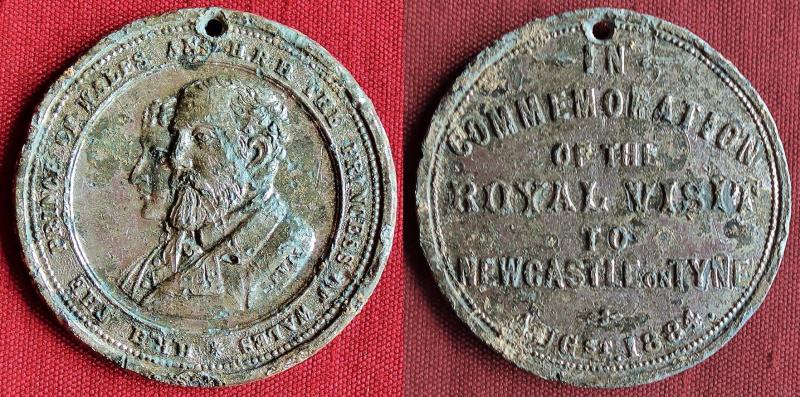 H.R.H. THE PRINCE OF WALES AND H.R.H. THE PRINCESS OF WALES
IN
COMMEMORATION
OF THE
ROYAL VISIT
TO
NEWCASTLE ON TYNE
AUGST. 1884.